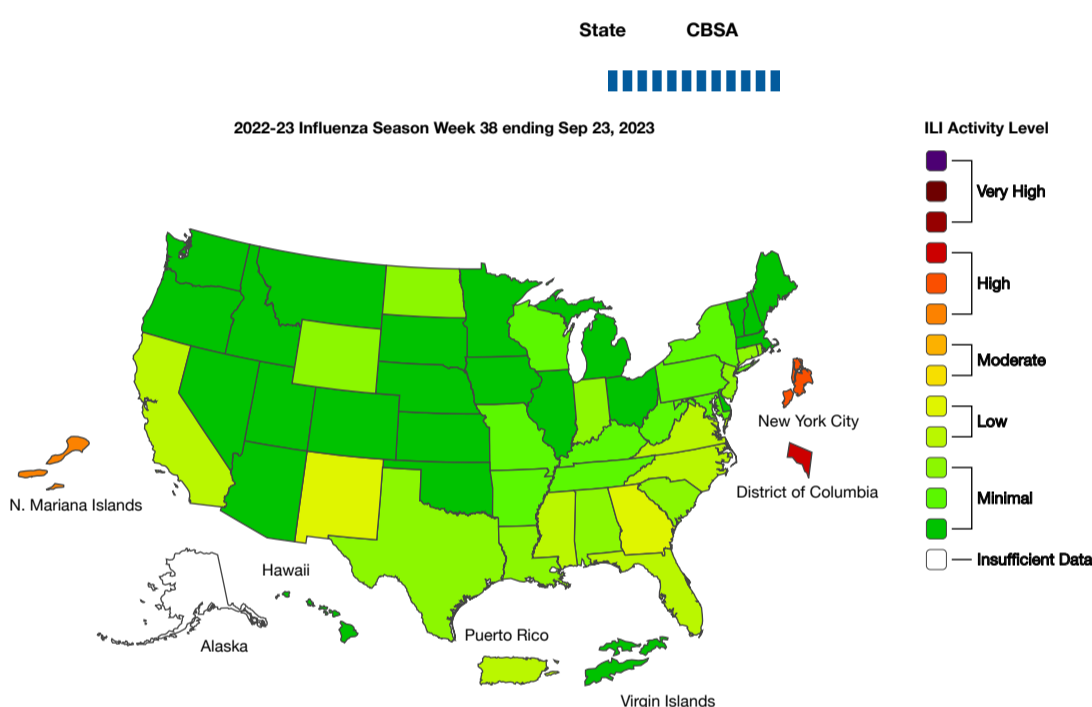 State CBSA
2022-23 Influenza Season Week 38 ending Sep 23, 2023
ILI Activity Level
Very High
High
Moderate
Low
New York City
District of Columbia
Minimal
N. Mariana Islands
Insufficient Data
Hawaii
Alaska
Puerto Rico
Virgin Islands